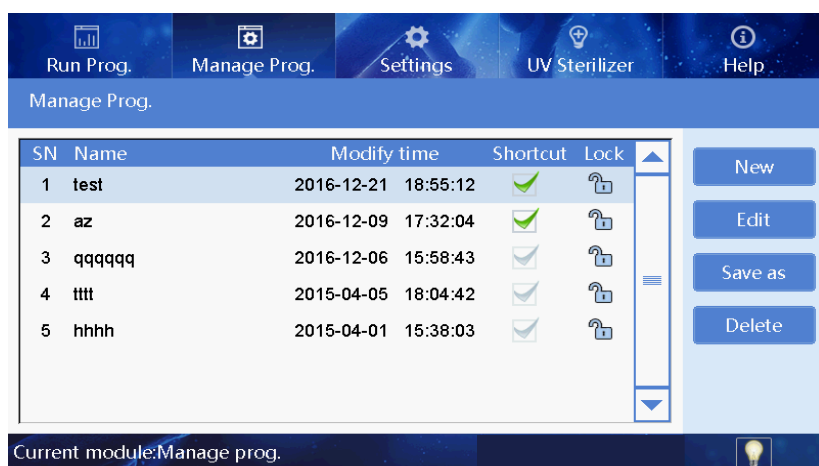 Run Prog. Manage Prog. Settings UV Sterilizer Help
Manage Prog.
SN Name Modify time Shortcut Lock
1 test 2016-12-21 18:55:12
2 az 2016-12-09 17:32:04
3 qqqqqq 2016-12-06 15:58:43
4 tttt 2015-04-05 18:04:42
5 hhhh 2015-04-01 15:38:03
New
Edit
Save as
Delete
Current module:Manage prog.